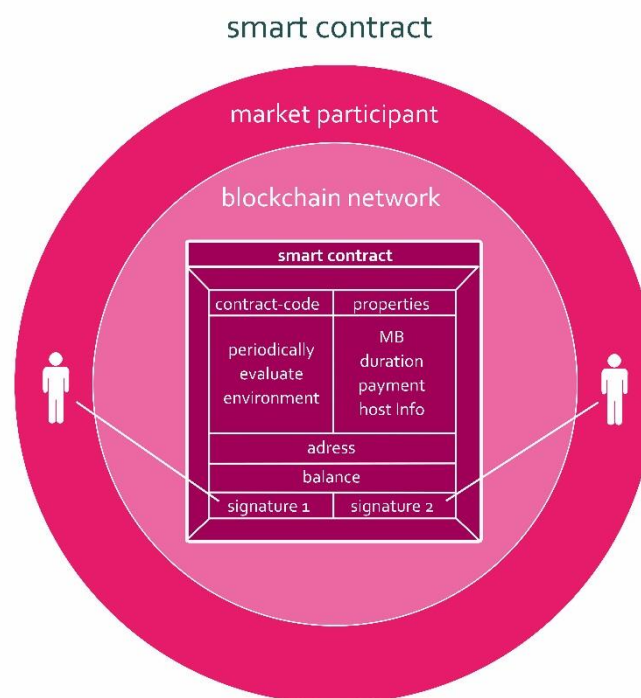 smart contract
market participant
blockchain network
smart contract
contract-code
properties
periodically
evaluate
environment
MB
duration
payment
host Info
adress
balance
signature 1
signature 2